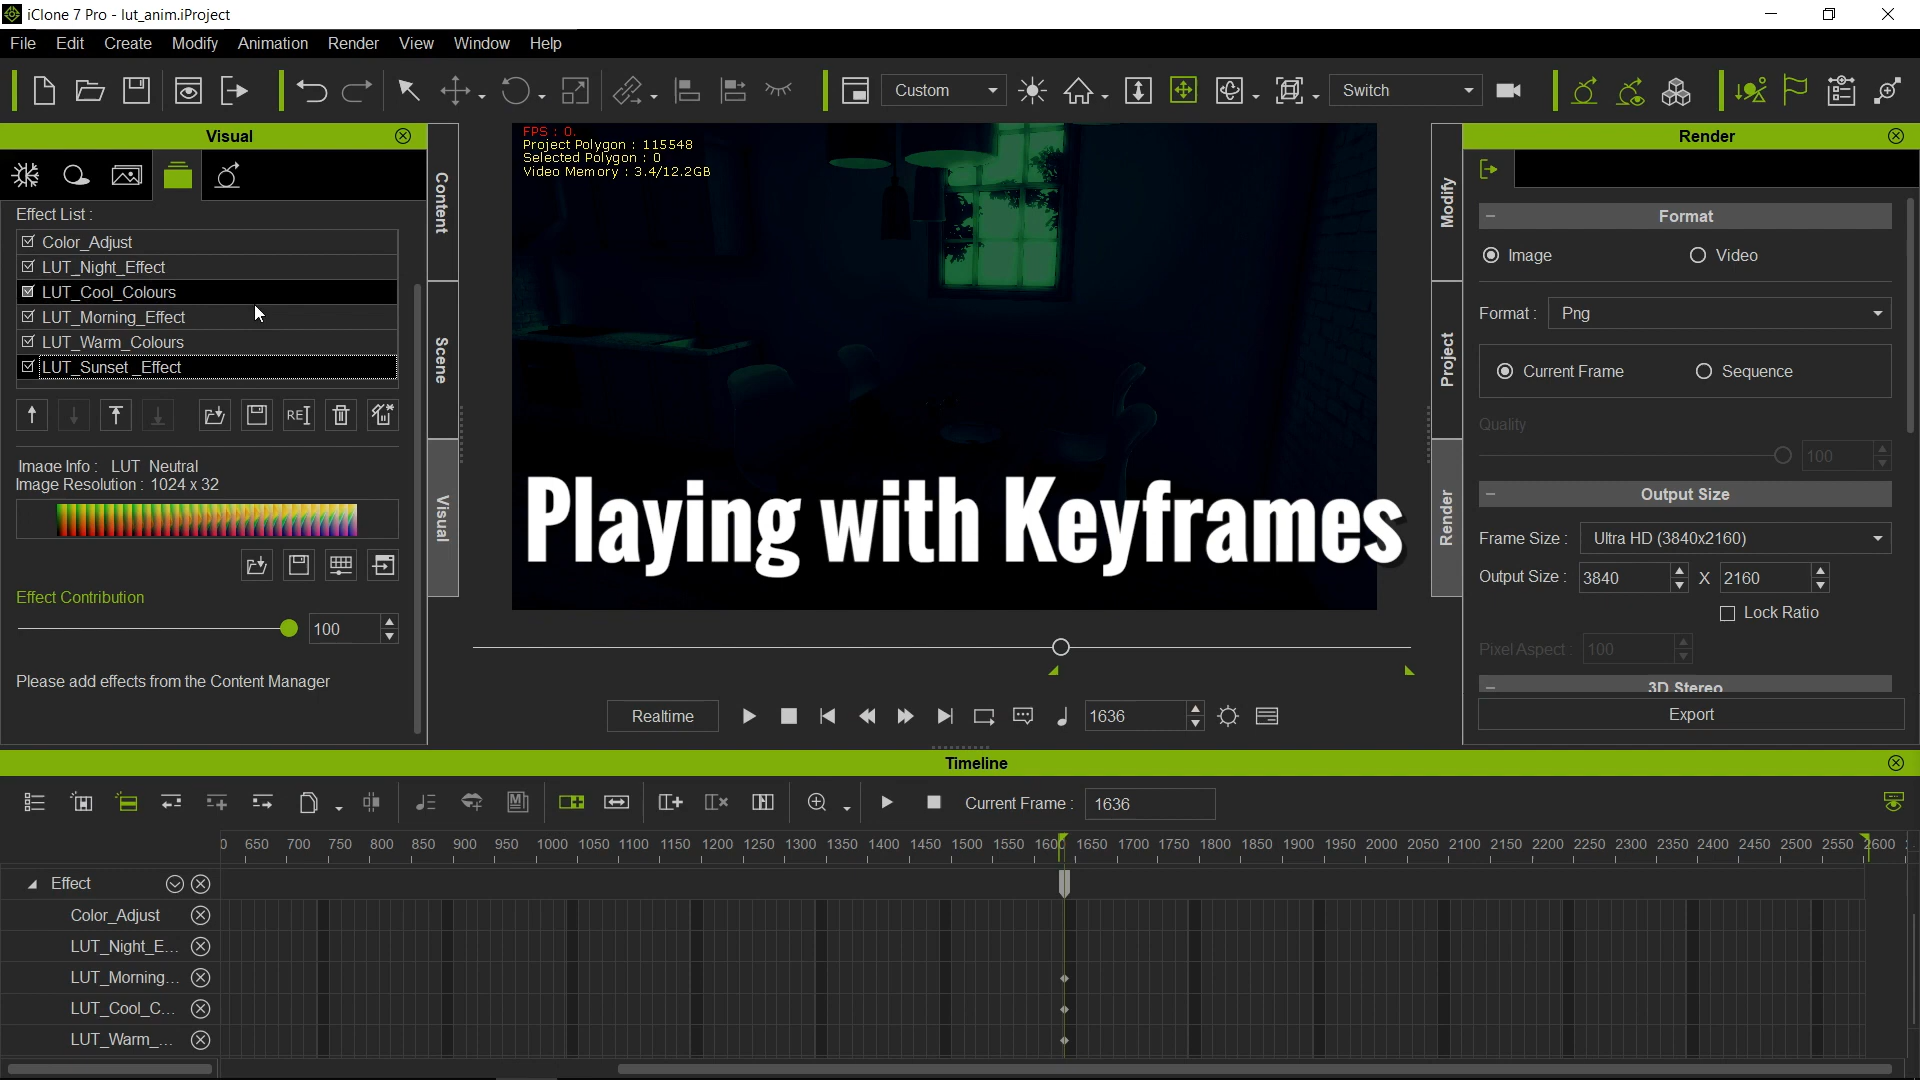 iClone 7 Pro - lut_anim.iProject
File Edit Create Modify Animation Render View Window Help
Custom Switch
Visual
Effect List :
Color_Adjust
LUT_Night_Effect
LUT_Cool_Colours
LUT_Morning_Effect
LUT_Warm_Colours
LUT_Sunset _Effect
RE
Image Info : LUT Neutral
Image Resolution : 1024 x 32
Effect Contribution
100
Please add effects from the Content Manager
Content
Scene
Visual
FPS : 0.
Project Polygon : 115548
Selected Polygon : 0
Video Memory : 3.4/12.2GB
Playing with Keyframes
Realtime 1636
Modify
Project
Render
Render
Format
Image Video
Format : Png
Current Frame Sequence
Quality
100
Output Size
Frame Size : Ultra HD (3840x2160)
Output Size : 3840 X 2160
Lock Ratio
Pixel Aspect : 100
3D Stereo
Export
Timeline
M Current Frame : 1636
0 650 700 750 800 850 900 950 1000 1050 1100 1150 1200 1250 1300 1350 1400 1450 1500 1550 1600 1650 1700 1750 1800 1850 1900 1950 2000 2050 2100 2150 2200 2250 2300 2350 2400 2450 2500 2550 2600
Effect
Color_Adjust
LUT_Night_E...
LUT_Morning...
LUT_Cool_C...
LUT_Warm_...